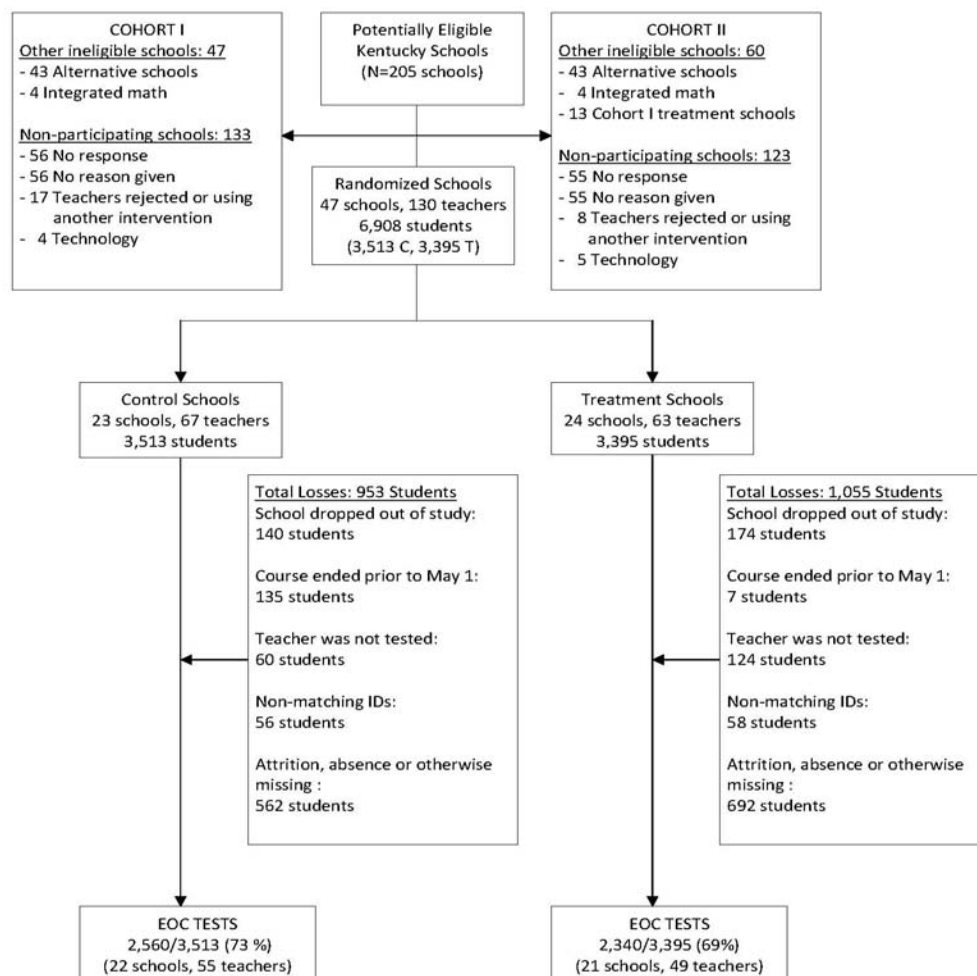 COHORT I
Other ineligible schools: 47
- 43 Alternative schools
- 4 Integrated math
Non-participating schools: 133
- 56 No response
- 56 No reason given
- 17 Teachers rejected or using
another intervention
- 4 Technology
Potentially Eligible
Kentucky Schools
(N=205 schools)
COHORT II
Other ineligible schools: 60
- 43 Alternative schools
- 4 Integrated math
- 13 Cohort I treatment schools
Non-participating schools: 123
- 55 No response
- 55 No reason given
- 8 Teachers rejected or using
another intervention
- 5 Technology
Randomized Schools
47 schools, 130 teachers
6,908 students
(3,513 C, 3,395 T)
Control Schools
23 schools, 67 teachers
3,513 students
Treatment Schools
24 schools, 63 teachers
3,395 students
Total Losses: 953 Students
School dropped out of study:
140 students
Course ended prior to May 1:
135 students
Teacher was not tested:
60 students
Non-matching IDs:
56 students
Attrition, absence or otherwise
missing :
562 students
Total Losses: 1,055 Students
School dropped out of study:
174 students
Course ended prior to May 1:
7 students
Teacher was not tested:
124 students
Non-matching IDs:
58 students
Attrition, absence or otherwise
missing :
692 students
EOC TESTS
2,560/3,513 (73 %)
(22 schools, 55 teachers)
EOC TESTS
2,340/3,395 (69%)
(21 schools, 49 teachers)